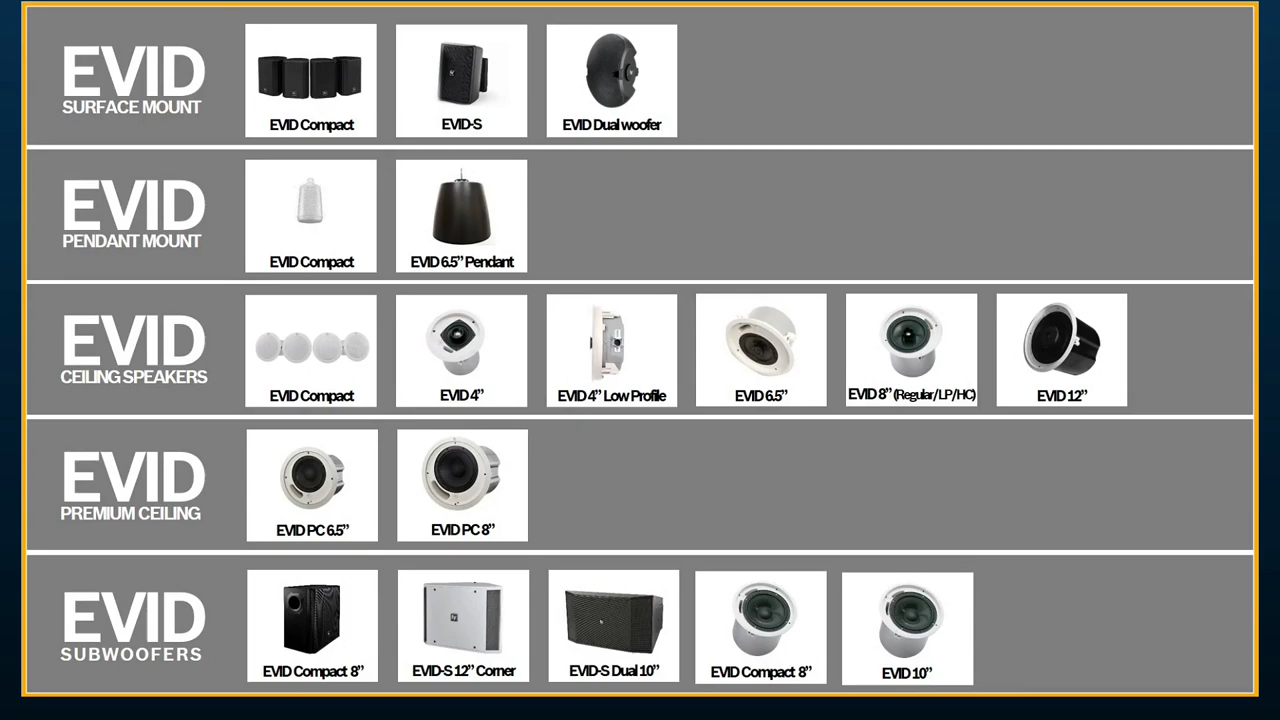 EVID
SURFACE MOUNT
EVID Compact
EVID-S
EVID Dual woofer
EVID
PENDANT MOUNT
EVID Compact
EVID 6.5” Pendant
EVID
CEILING SPEAKERS
EVID Compact
EVID 4”
EVID 4” Low Profile
EVID 6.5”
EVID 8” (Regular/LP/HC)
EVID 12”
EVID
PREMIUM CEILING
EVID PC 6.5”
EVID PC 8”
EVID
SUBWOOFERS
EVID Compact 8”
EVID-S 12” Corner
EVID-S Dual 10”
EVID Compact 8”
EVID 10”